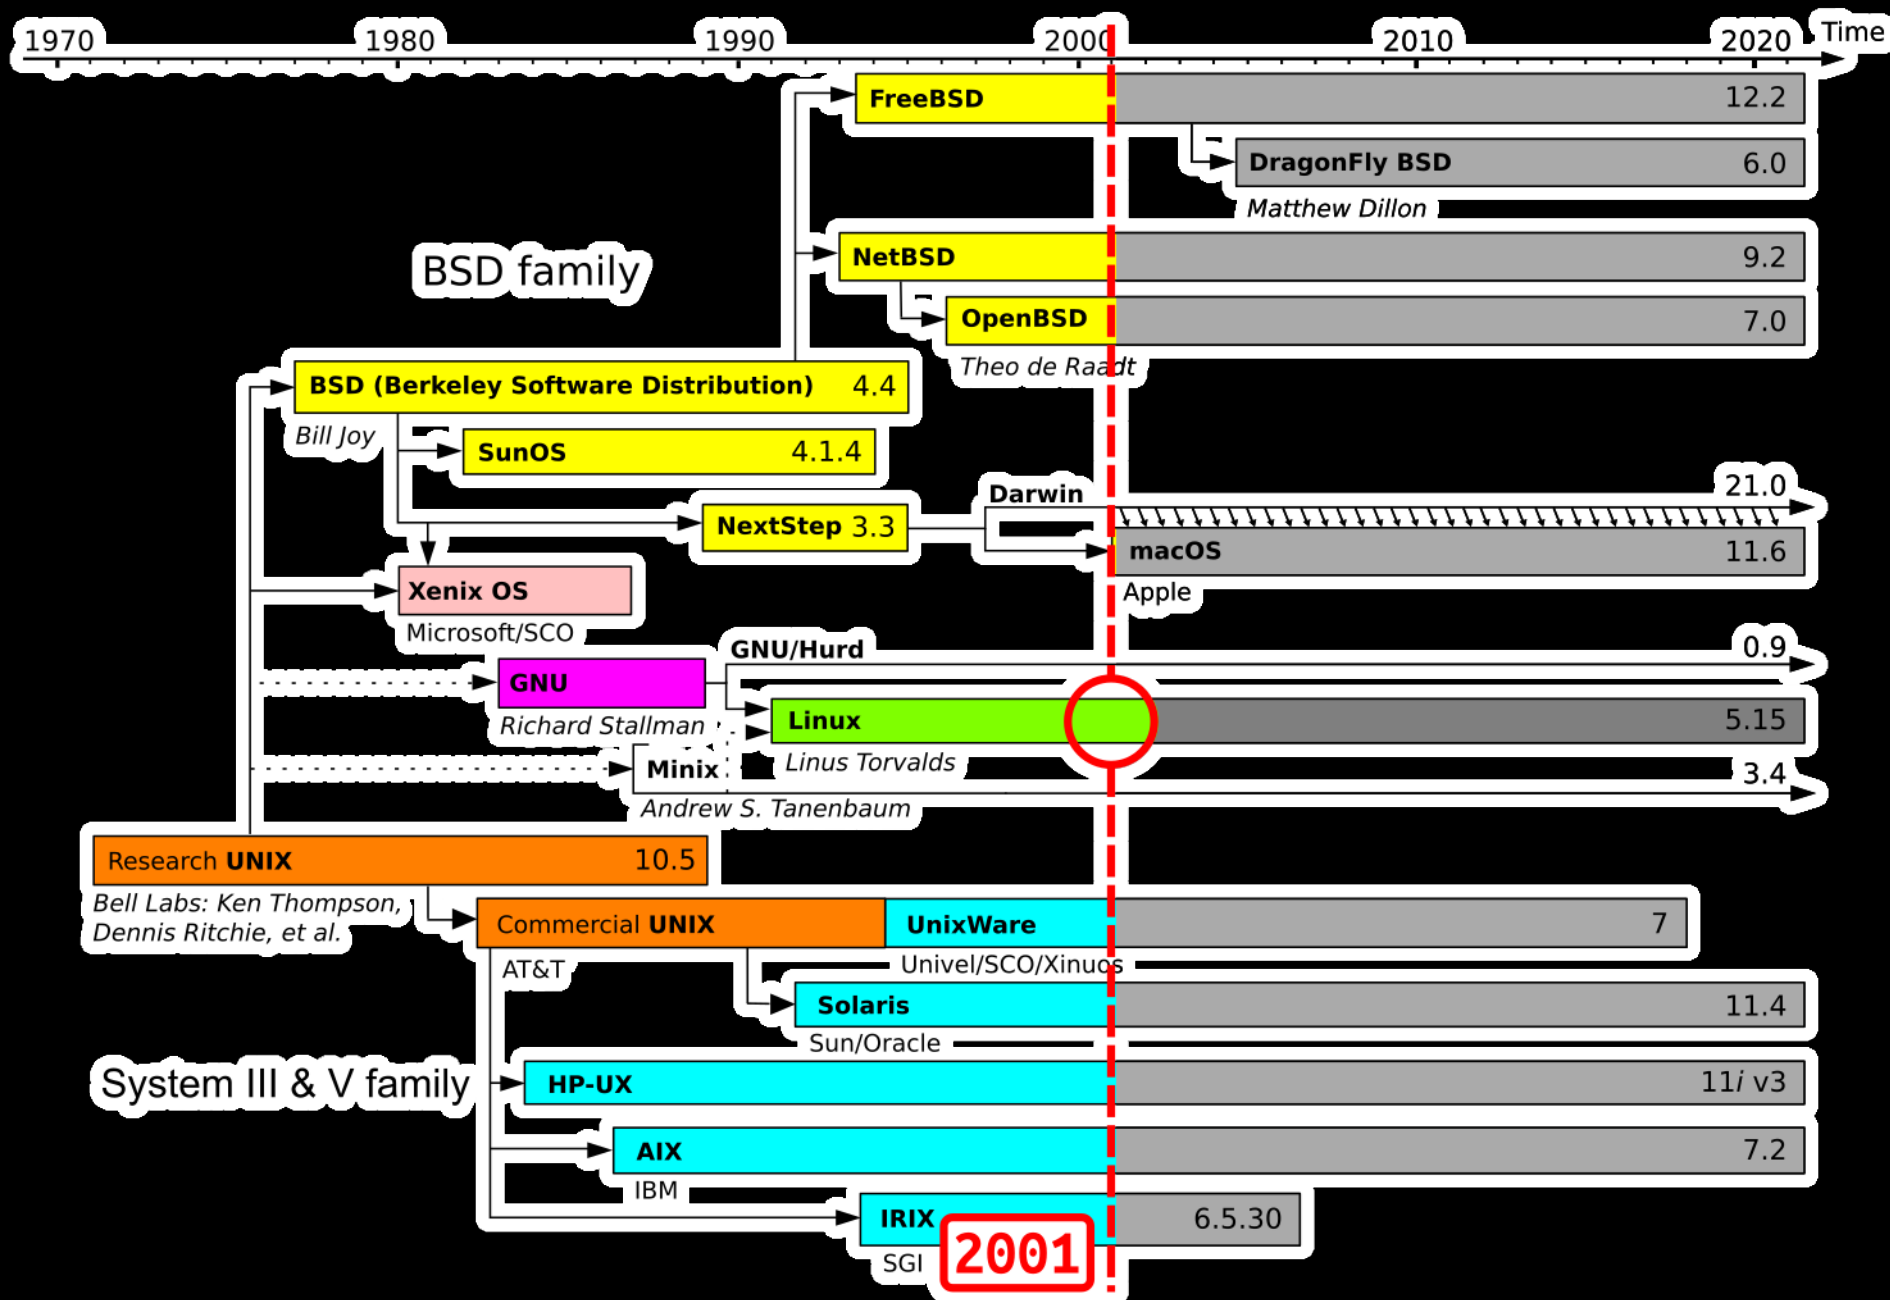 1970 1980 1990 2000 2010 2020 Time
FreeBSD 12.2
DragonFly BSD 6.0
Matthew Dillon
BSD family
NetBSD 9.2
OpenBSD 7.0
Theo de Raadt
BSD (Berkeley Software Distribution) 4.4
Bill Joy
SunOS 4.1.4
Darwin 21.0
NextStep 3.3
macOS 11.6
Apple
Xenix OS
Microsoft/SCO
GNU/Hurd 0.9
GNU
Richard Stallman
Linux 5.15
Linus Torvalds
Minix 3.4
Andrew S. Tanenbaum
Research UNIX 10.5
Bell Labs: Ken Thompson,
Dennis Ritchie, et al.
Commercial UNIX UnixWare 7
AT&T Univel/SCO/Xinuos
Solaris 11.4
Sun/Oracle
System III & V family
HP-UX 11i v3
AIX 7.2
IBM
IRIX 6.5.30
SGI
2001